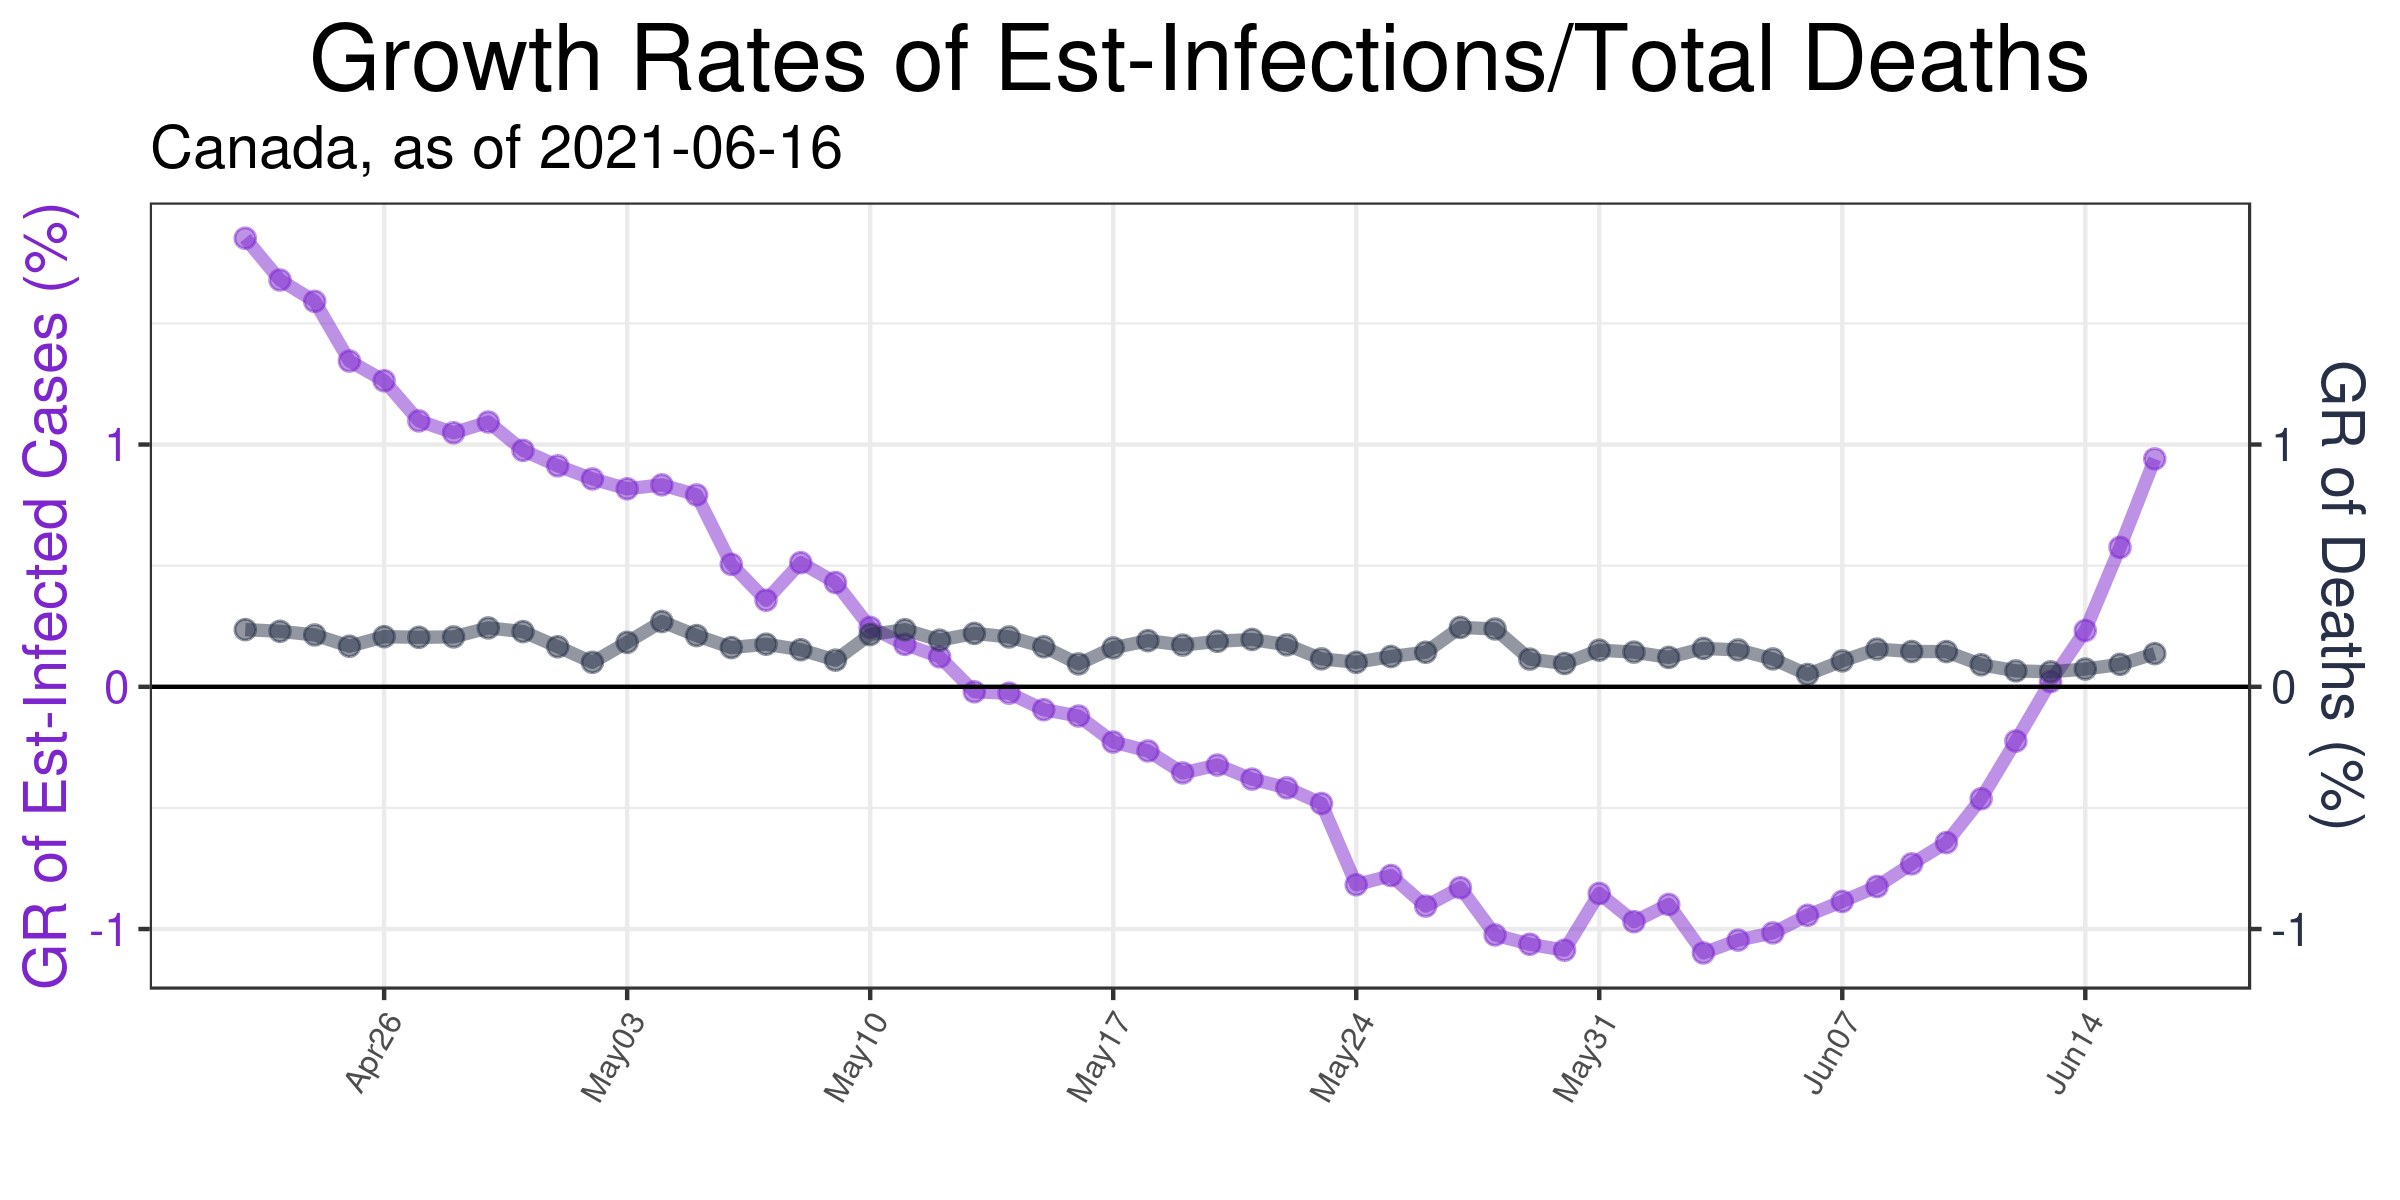 Growth Rates of Est-Infections/Total Deaths
Canada, as of 2021-06-16
GR of Est-Infected Cases (%)
1
0
-1
1
0
-1
GR of Deaths (%)
Apr26
May03
May10
May17
May24
May31
Jun07
Jun14